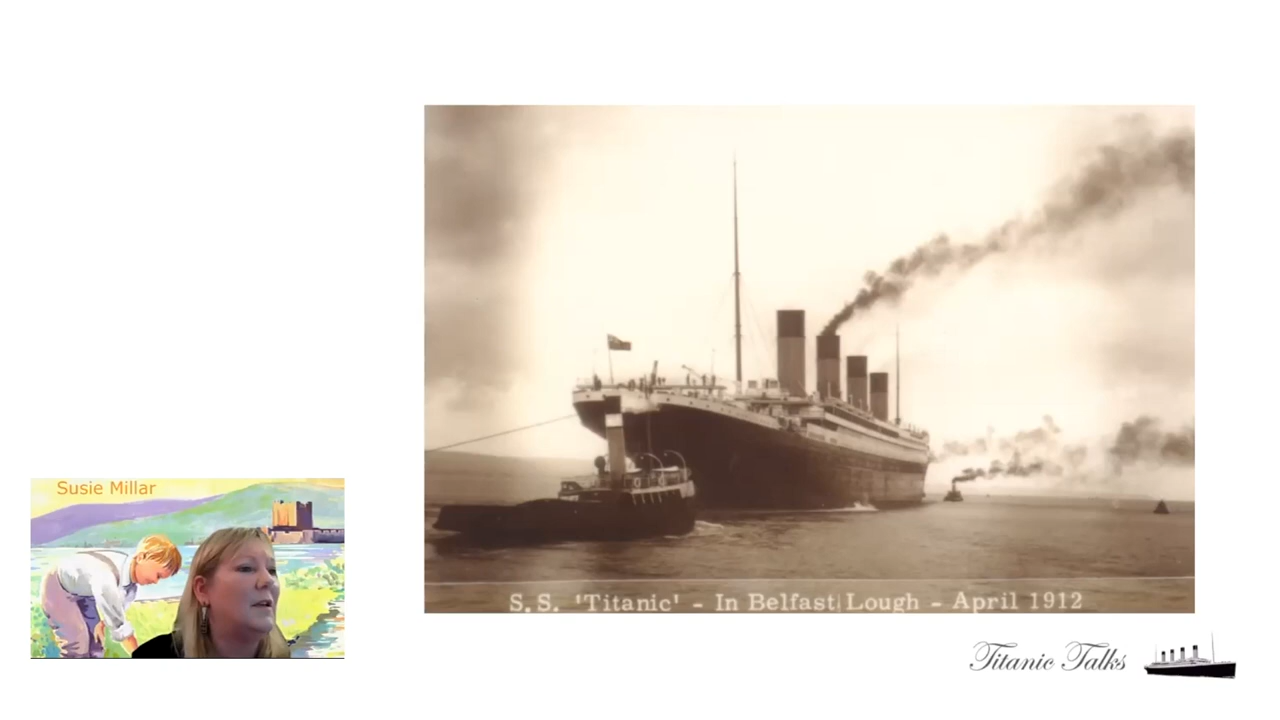 Susie Millar
S.S. 'Titanic' - In Belfast Lough - April 1912
Titanic Talks